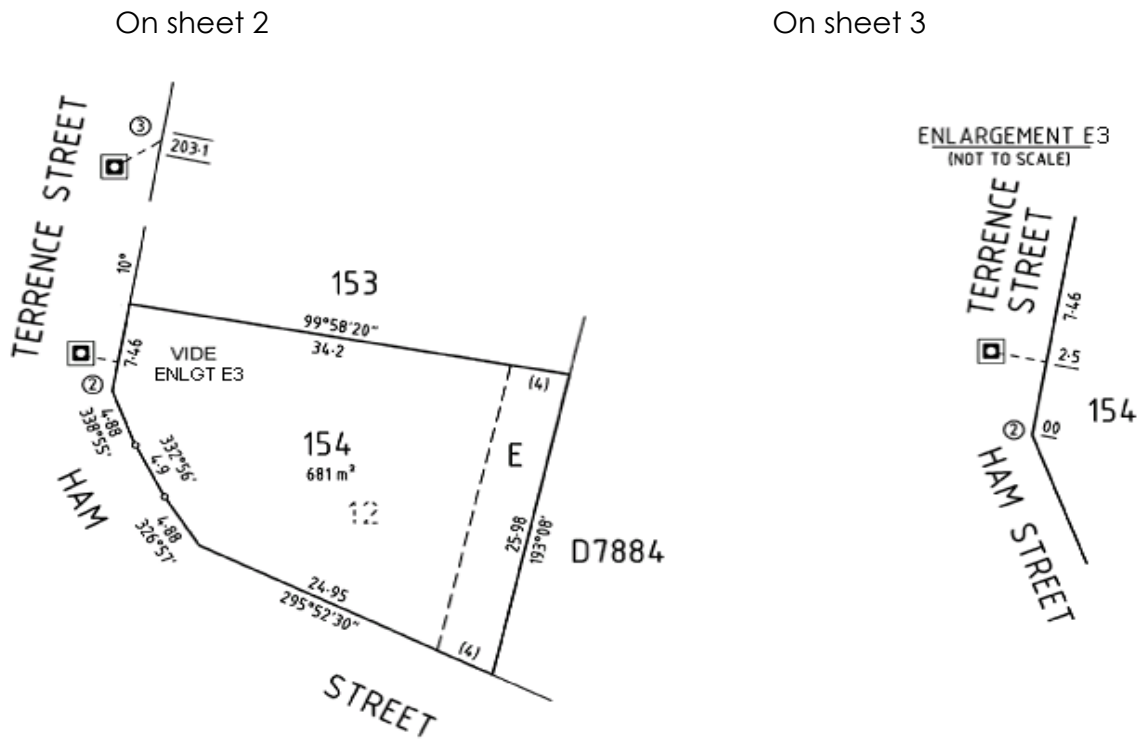 On sheet 2
On sheet 3
TERRENCE STREET
3
203·1
10°
153
99°58'20"
34·2
7·46
VIDE
ENLGT E3
2
(4)
4·88
338°55'
332°56'
4·9
154
681 m²
12
E
HAM
4·88
326°57'
25·98
193°08'
D7884
24·95
295°52'30"
(4)
STREET
ENLARGEMENT E3
(NOT TO SCALE)
TERRENCE
STREET
7·46
2·5
154
2
00
HAM STREET